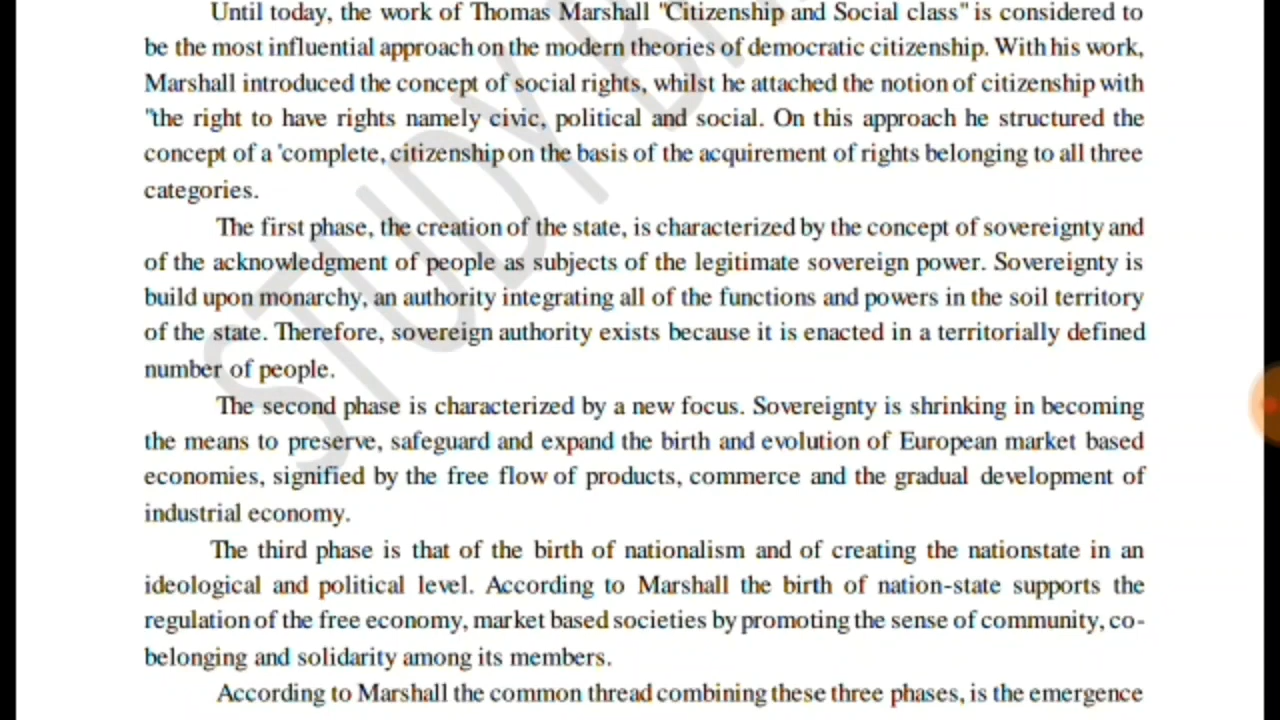 Until today, the work of Thomas Marshall "Citizenship and Social class" is considered to
be the most influential approach on the modern theories of democratic citizenship. With his work,
Marshall introduced the concept of social rights, whilst he attached the notion of citizenship with
"the right to have rights namely civic, political and social. On this approach he structured the
concept of a 'complete, citizenship on the basis of the acquirement of rights belonging to all three
categories.
The first phase, the creation of the state, is characterized by the concept of sovereignty and
of the acknowledgment of people as subjects of the legitimate sovereign power. Sovereignty is
build upon monarchy, an authority integrating all of the functions and powers in the soil territory
of the state. Therefore, sovereign authority exists because it is enacted in a territorially defined
number of people.
The second phase is characterized by a new focus. Sovereignty is shrinking in becoming
the means to preserve, safeguard and expand the birth and evolution of European market based
economies, signified by the free flow of products, commerce and the gradual development of
industrial economy.
The third phase is that of the birth of nationalism and of creating the nationstate in an
ideological and political level. According to Marshall the birth of nation-state supports the
regulation of the free economy, market based societies by promoting the sense of community, co-
belonging and solidarity among its members.
According to Marshall the common thread combining these three phases, is the emergence
STUDY